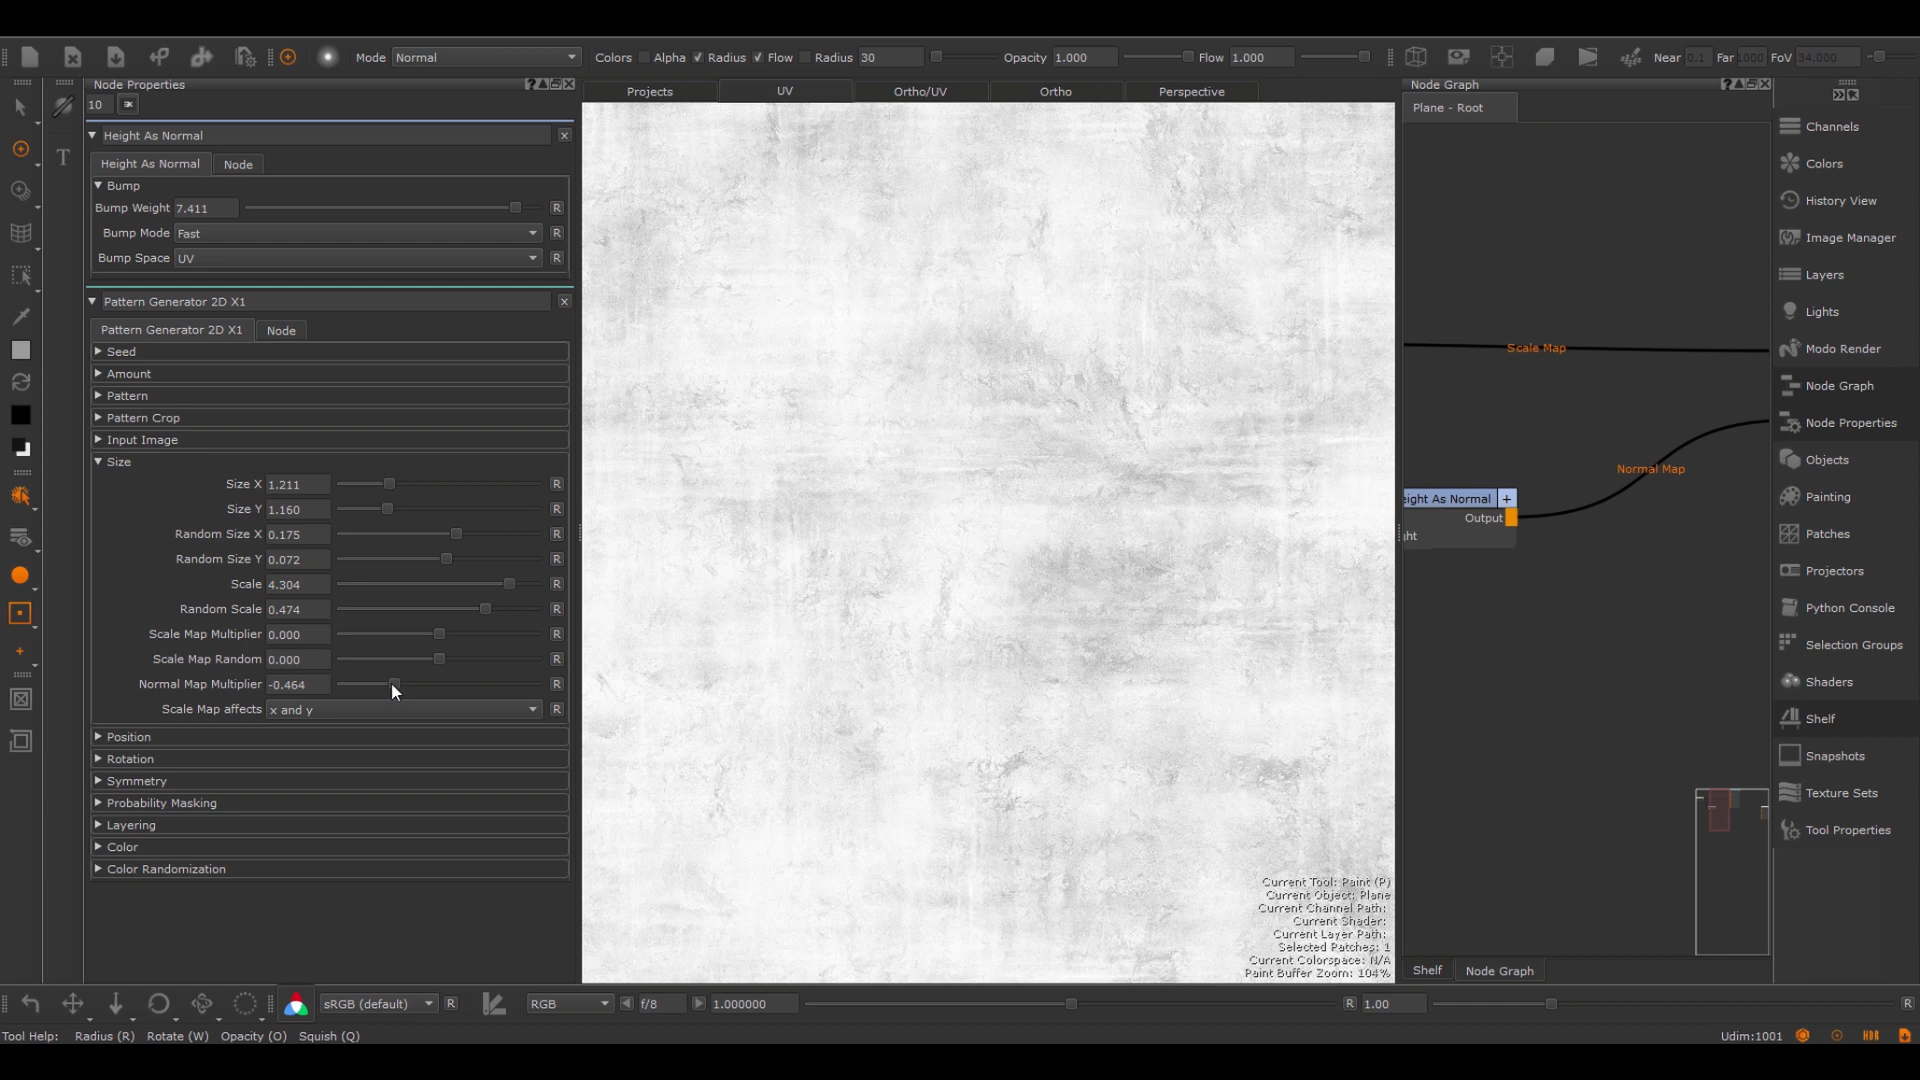 Mode Normal Colors Alpha Radius Flow Radius 30 Opacity 1.000 Flow 1.000 Near 0.1 Far 1000 FoV 34.000
Node Properties
10
Height As Normal
Height As Normal Node
Bump
Bump Weight 7.411 R
Bump Mode Fast R
Bump Space UV R
Pattern Generator 2D X1
Pattern Generator 2D X1 Node
Seed
Amount
Pattern
Pattern Crop
Input Image
Size
Size X 1.211 R
Size Y 1.160 R
Random Size X 0.175 R
Random Size Y 0.072 R
Scale 4.304 R
Random Scale 0.474 R
Scale Map Multiplier 0.000 R
Scale Map Random 0.000 R
Normal Map Multiplier -0.464 R
Scale Map affects x and y R
Position
Rotation
Symmetry
Probability Masking
Layering
Color
Color Randomization
T
Projects UV Ortho/UV Ortho Perspective
Current Tool: Paint (P)
Current Object: Plane
Current Channel Path:
Current Shader:
Current Layer Path:
Selected Patches: 1
Current Colorspace: N/A
Paint Buffer Zoom: 104%
Node Graph
Plane - Root
Scale Map
Normal Map
eight As Normal +
Output
ght
Shelf Node Graph
Channels
Colors
History View
Image Manager
Layers
Lights
Modo Render
Node Graph
Node Properties
Objects
Painting
Patches
Projectors
Python Console
Selection Groups
Shaders
Shelf
Snapshots
Texture Sets
Tool Properties
sRGB (default) R RGB f/8 1.000000 R 1.00 R
Tool Help: Radius (R) Rotate (W) Opacity (O) Squish (Q) Udim:1001 HDR